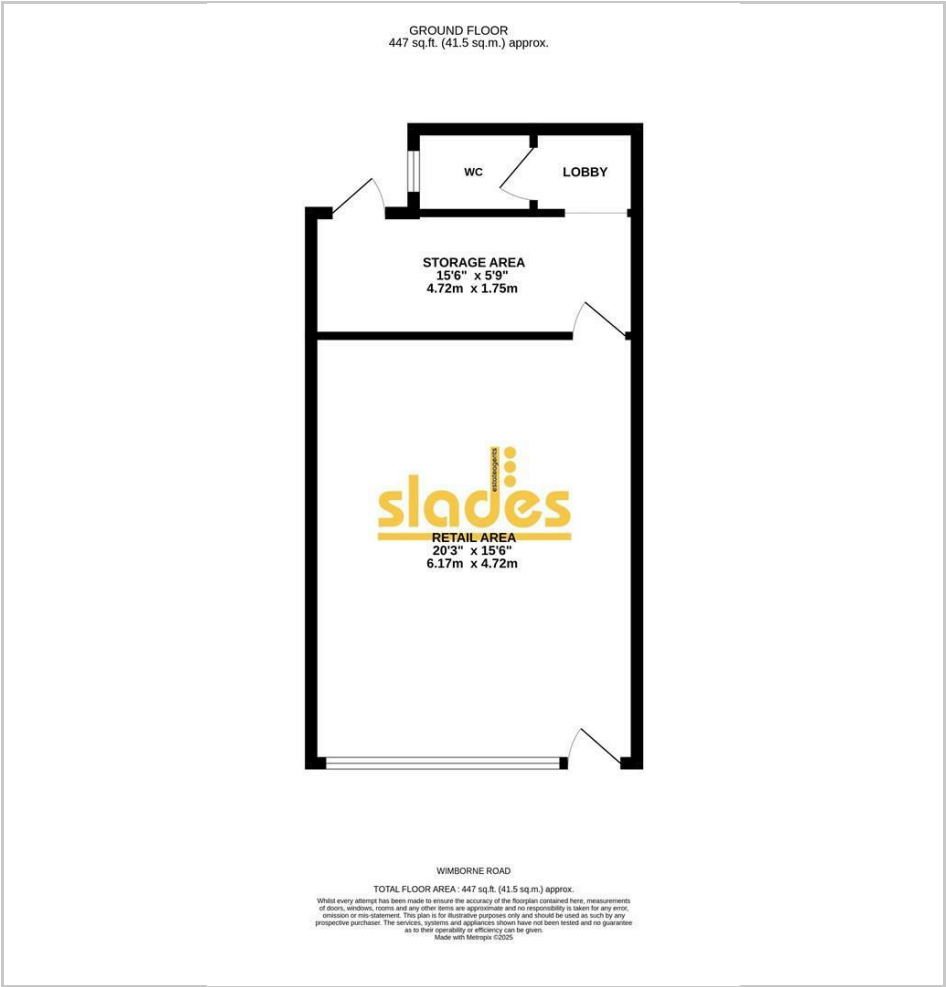 GROUND FLOOR
447 sq.ft. (41.5 sq.m.) approx.
WC
LOBBY
STORAGE AREA
15'6" x 5'9"
4.72m x 1.75m
estateagents
slades
RETAIL AREA
20'3" x 15'6"
6.17m x 4.72m
WIMBORNE ROAD
TOTAL FLOOR AREA : 447 sq.ft. (41.5 sq.m.) approx.
Whilst every attempt has been made to ensure the accuracy of the floorplan contained here, measurements
of doors, windows, rooms and any other items are approximate and no responsibility is taken for any error,
omission or mis-statement. This plan is for illustrative purposes only and should be used as such by any
prospective purchaser. The services, systems and appliances shown have not been tested and no guarantee
as to their operability or efficiency can be given.
Made with Metropix ©2025